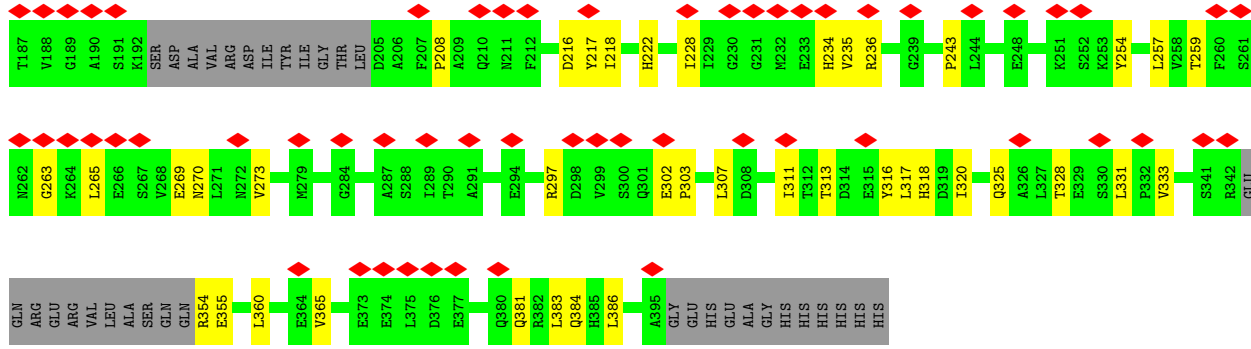 T187 V188 G189 A190 S191 K192 SER ASP ALA VAL ARG ASP ILE TYR ILE GLY THR LEU D205 A206 F207 P208 A209 Q210 N211 F212 D216 Y217 I218 H222 I228 I229 G230 G231 M232 E233 H234 V235 R236 G239 P243 L244 E248 K251 S252 K253 Y254 L257 V258 T259 F260 S261
N262 G263 K264 L265 E266 S267 V268 E269 N270 L271 N272 V273 M279 G284 A287 S288 I289 T290 A291 E294 R297 D298 V299 S300 Q301 E302 P303 L307 D308 I311 T312 T313 D314 E315 Y316 L317 H318 D319 I320 Q325 A326 L327 T328 E329 S330 L331 P332 V333 S341 R342 GLU
GLN ARG GLU ARG VAL LEU ALA SER GLN GLN R354 E355 L360 E364 V365 E373 E374 L375 D376 E377 Q380 Q381 R382 L383 Q384 H385 L386 A395 GLY GLU HIS GLU ALA GLY HIS HIS HIS HIS HIS HIS